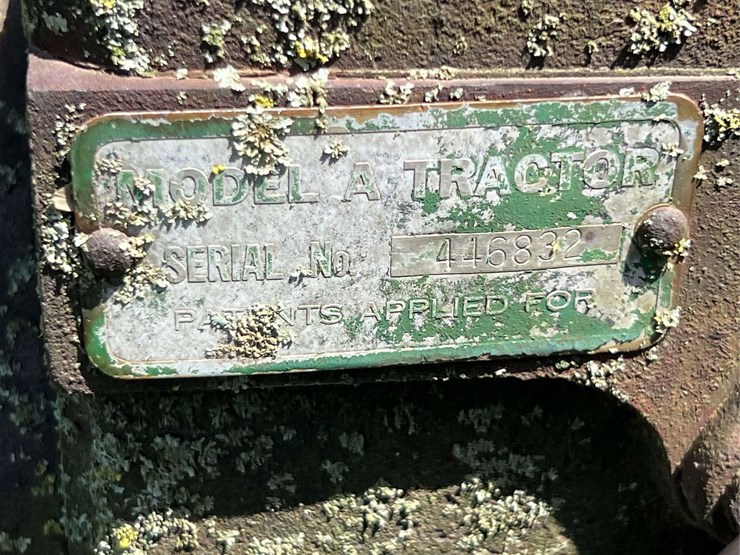 MODEL A TRACTOR
SERIAL No. 446832
PATENTS APPLIED FOR